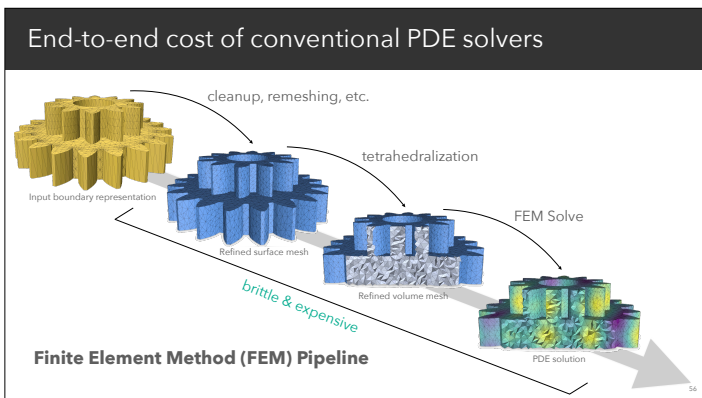 End-to-end cost of conventional PDE solvers
cleanup, remeshing, etc.
tetrahedralization
FEM Solve
Input boundary representation
Refined surface mesh
Refined volume mesh
PDE solution
brittle & expensive
Finite Element Method (FEM) Pipeline
56